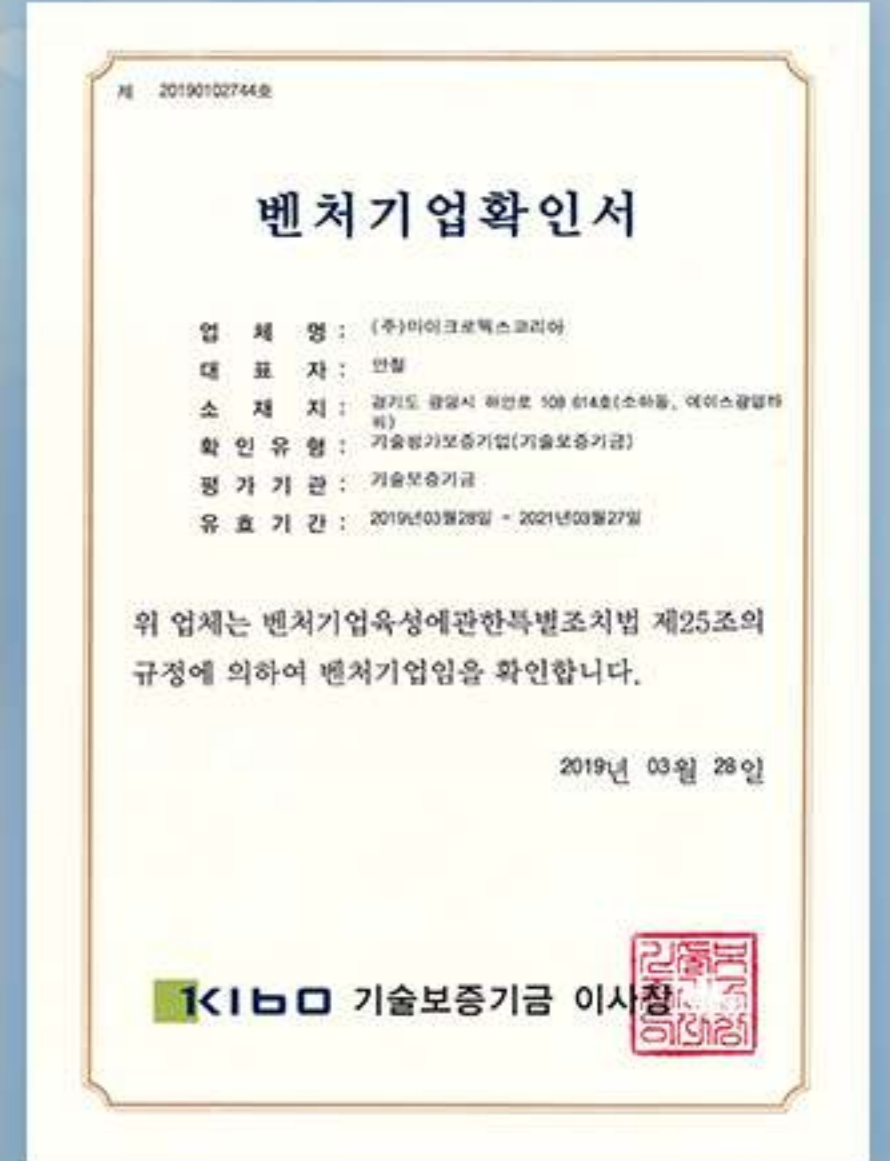 제 20190102744호
벤처기업확인서
업 체 명 : (주)마이크로웍스코리아
대 표 자 : 안철
소 재 지 : 경기도 광명시 하안로 108 614호(소하동, 에이스광명타
워)
확 인 유 형 : 기술평가보증기업(기술보증기금)
평 가 기 관 : 기술보증기금
유 효 기 간 : 2019년03월28일 ~ 2021년03월27일
위 업체는 벤처기업육성에관한특별조치법 제25조의
규정에 의하여 벤처기업임을 확인합니다.
2019년 03월 28일
KIBO 기술보증기금 이사장